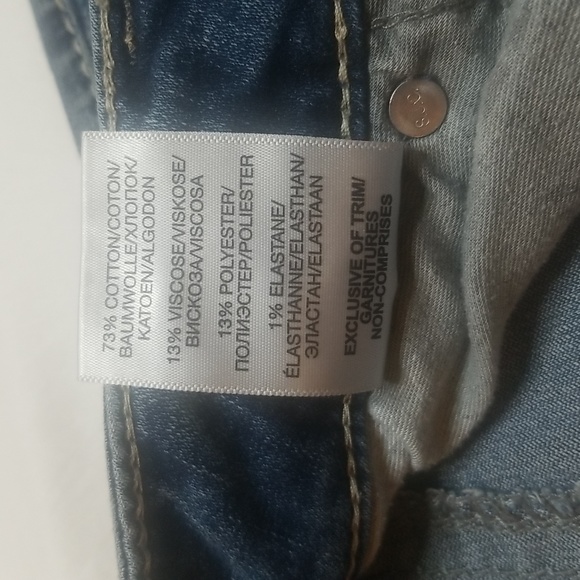 73% COTTON/COTON/
BAUMWOLLE/ХЛОПОК/
KATOEN/ALGODON
13% VISCOSE/VISKOSE/
ВИСКОЗА/VISCOSA
13% POLYESTER/
ПОЛИЭСТЕР/POLIESTER
1% ELASTANE/
ÉLASTHANNE/ELASTHAN/
ЭЛАСТАН/ELASTAAN
EXCLUSIVE OF TRIM/
GARNITURES
NON-COMPRISES